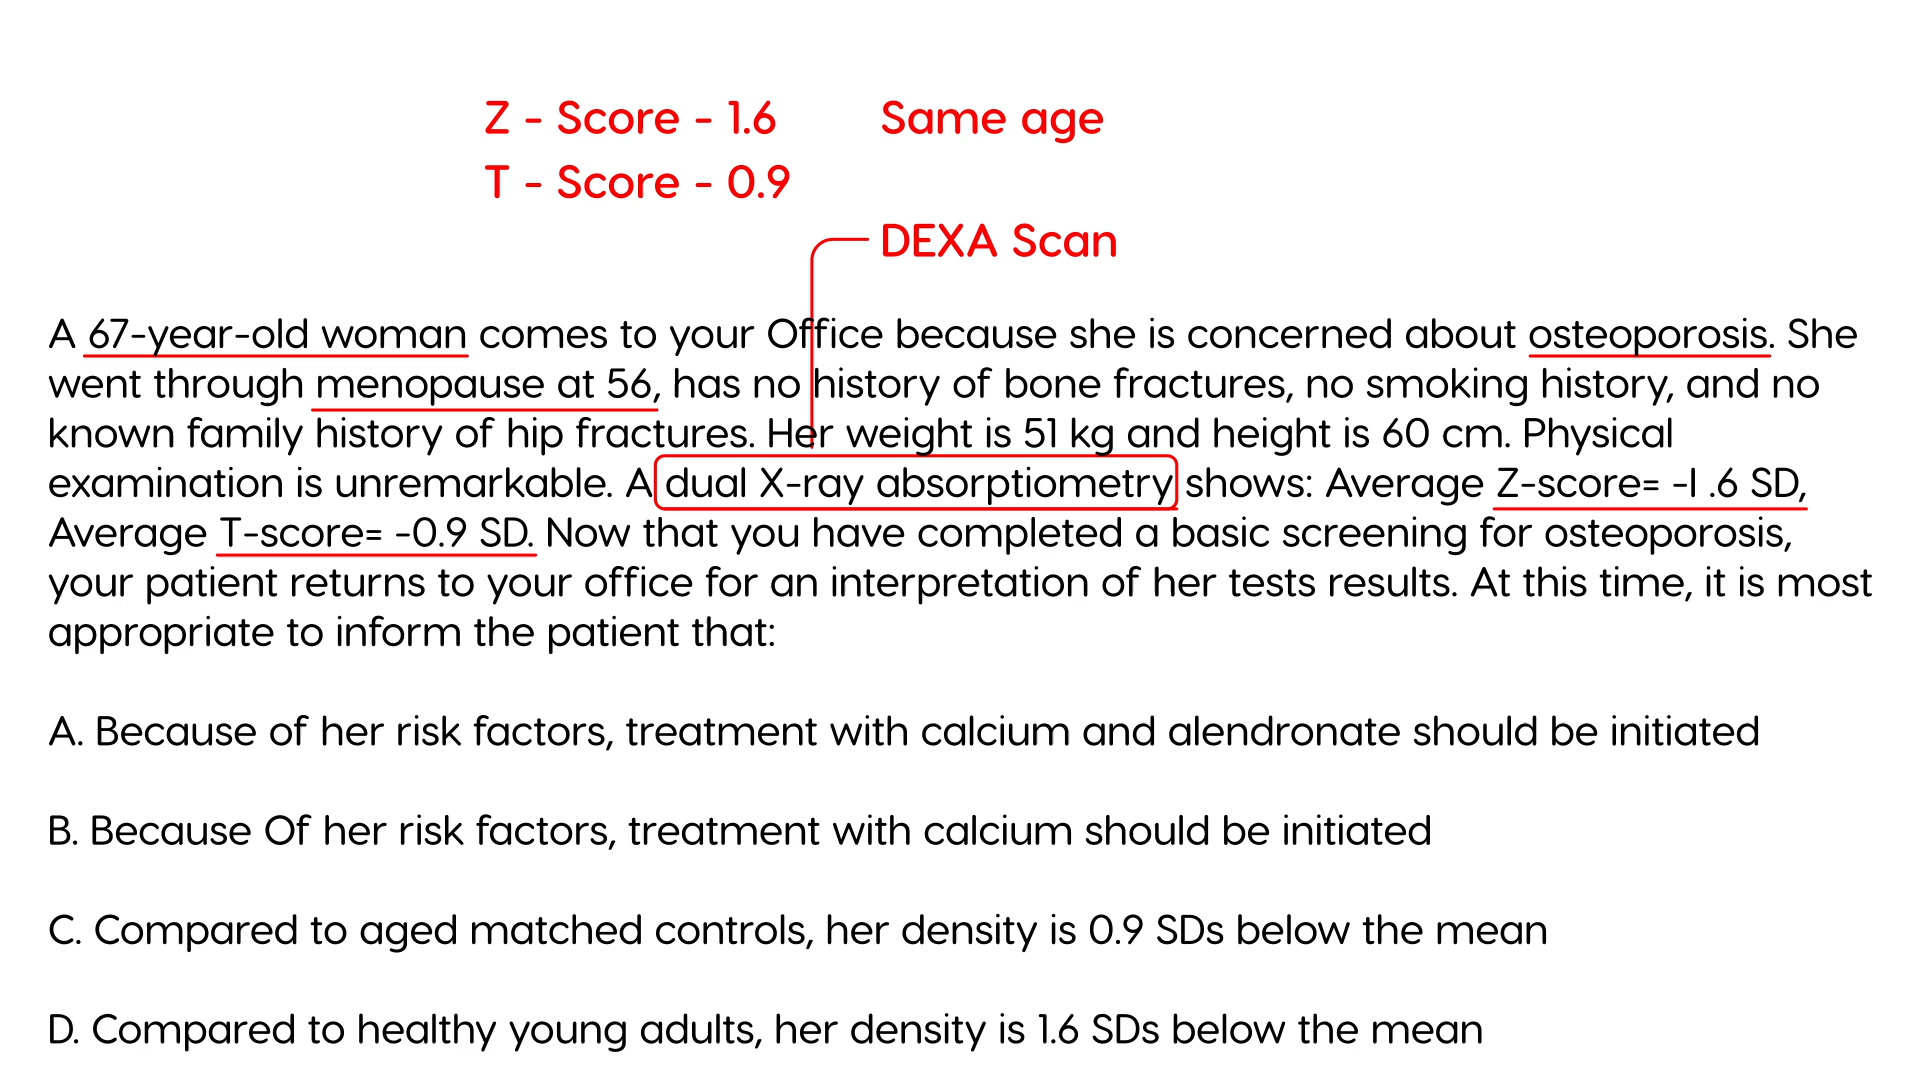 Z - Score - 1.6 Same age
T - Score - 0.9
DEXA Scan
A 67-year-old woman comes to your Office because she is concerned about osteoporosis. She
went through menopause at 56, has no history of bone fractures, no smoking history, and no
known family history of hip fractures. Her weight is 51 kg and height is 60 cm. Physical
examination is unremarkable. A dual X-ray absorptiometry shows: Average Z-score= -I .6 SD,
Average T-score= -0.9 SD. Now that you have completed a basic screening for osteoporosis,
your patient returns to your office for an interpretation of her tests results. At this time, it is most
appropriate to inform the patient that:
A. Because of her risk factors, treatment with calcium and alendronate should be initiated
B. Because Of her risk factors, treatment with calcium should be initiated
C. Compared to aged matched controls, her density is 0.9 SDs below the mean
D. Compared to healthy young adults, her density is 1.6 SDs below the mean